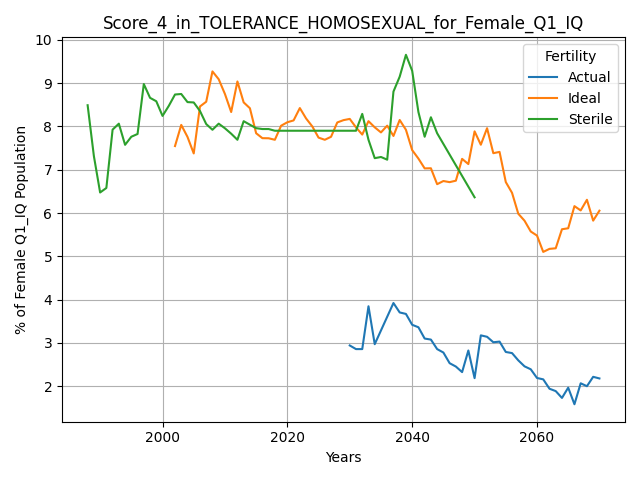 Score_4_in_TOLERANCE_HOMOSEXUAL_for_Female_Q1_IQ
% of Female Q1_IQ Population
10
9
8
7
6
5
4
3
2
Fertility
Actual
Ideal
Sterile
2000
2020
2040
2060
Years